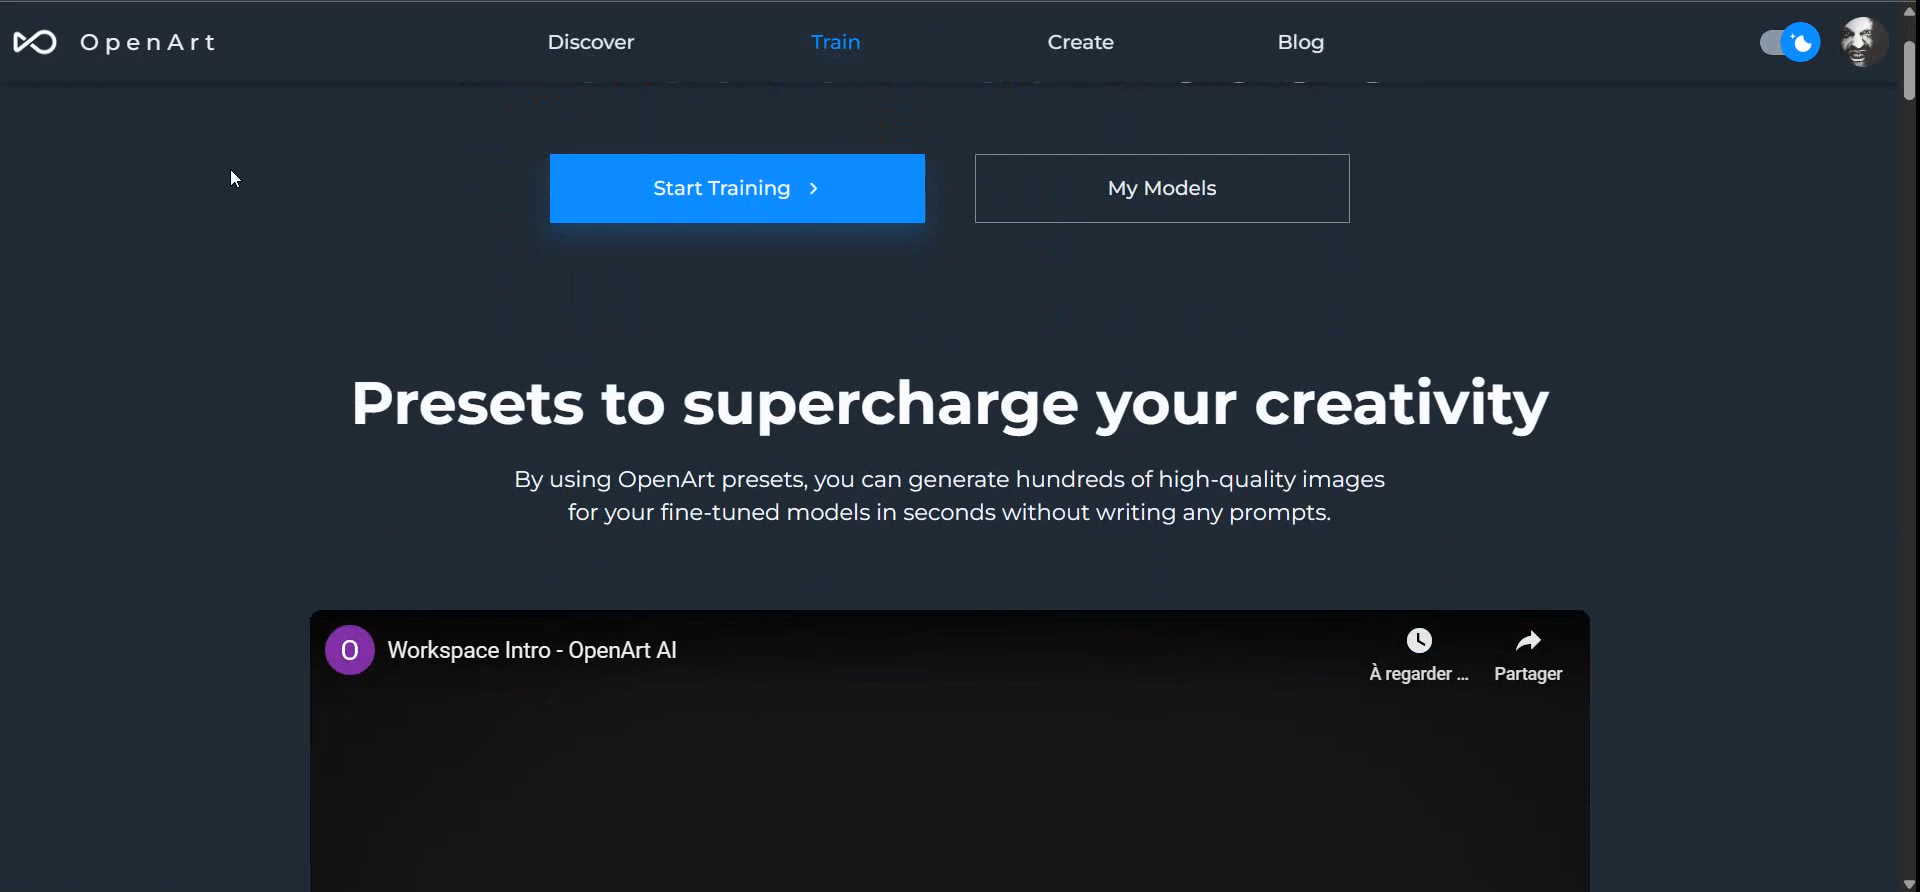 OpenArt
Discover
Train
Create
Blog
Start Training
My Models
Presets to supercharge your creativity
By using OpenArt presets, you can generate hundreds of high-quality images
for your fine-tuned models in seconds without writing any prompts.
O
Workspace Intro - OpenArt AI
À regarder ...
Partager